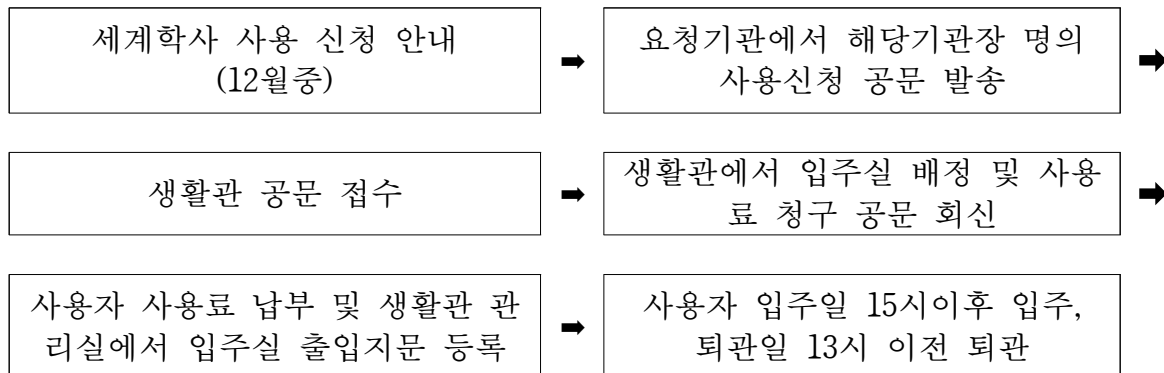 세계학사 사용 신청 안내
(12월중)
➡
요청기관에서 해당기관장 명의
사용신청 공문 발송
➡
생활관 공문 접수
➡
생활관에서 입주실 배정 및 사용
료 청구 공문 회신
➡
사용자 사용료 납부 및 생활관 관
리실에서 입주실 출입지문 등록
➡
사용자 입주일 15시이후 입주,
퇴관일 13시 이전 퇴관